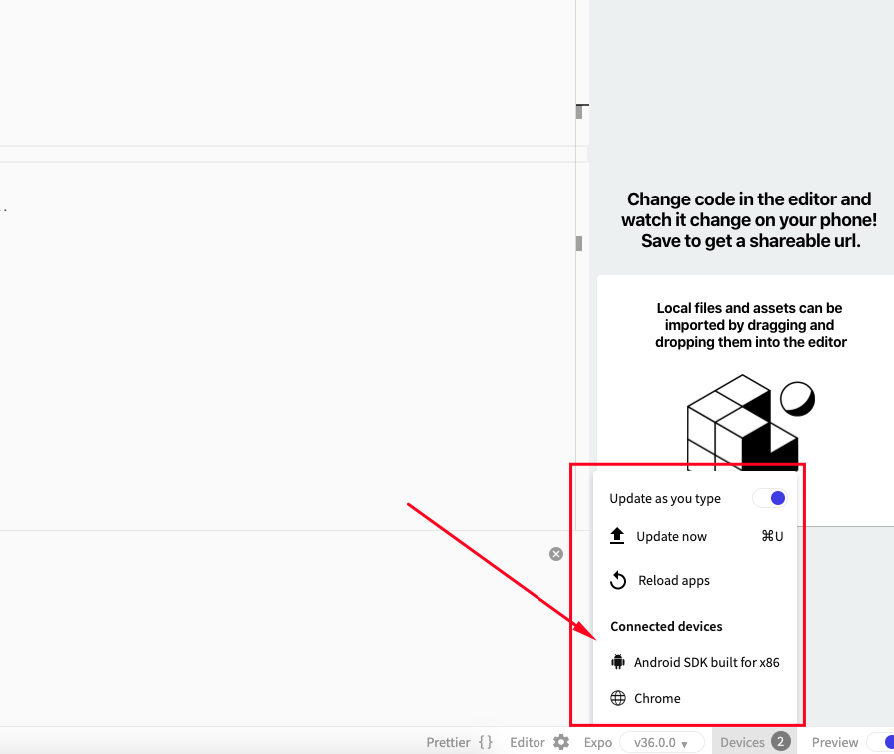 ..
Change code in the editor and
watch it change on your phone!
Save to get a shareable url.
Local files and assets can be
imported by dragging and
dropping them into the editor
Update as you type
Update now ⌘U
Reload apps
Connected devices
Android SDK built for x86
Chrome
Prettier {} Editor Expo v36.0.0 Devices 2 Preview